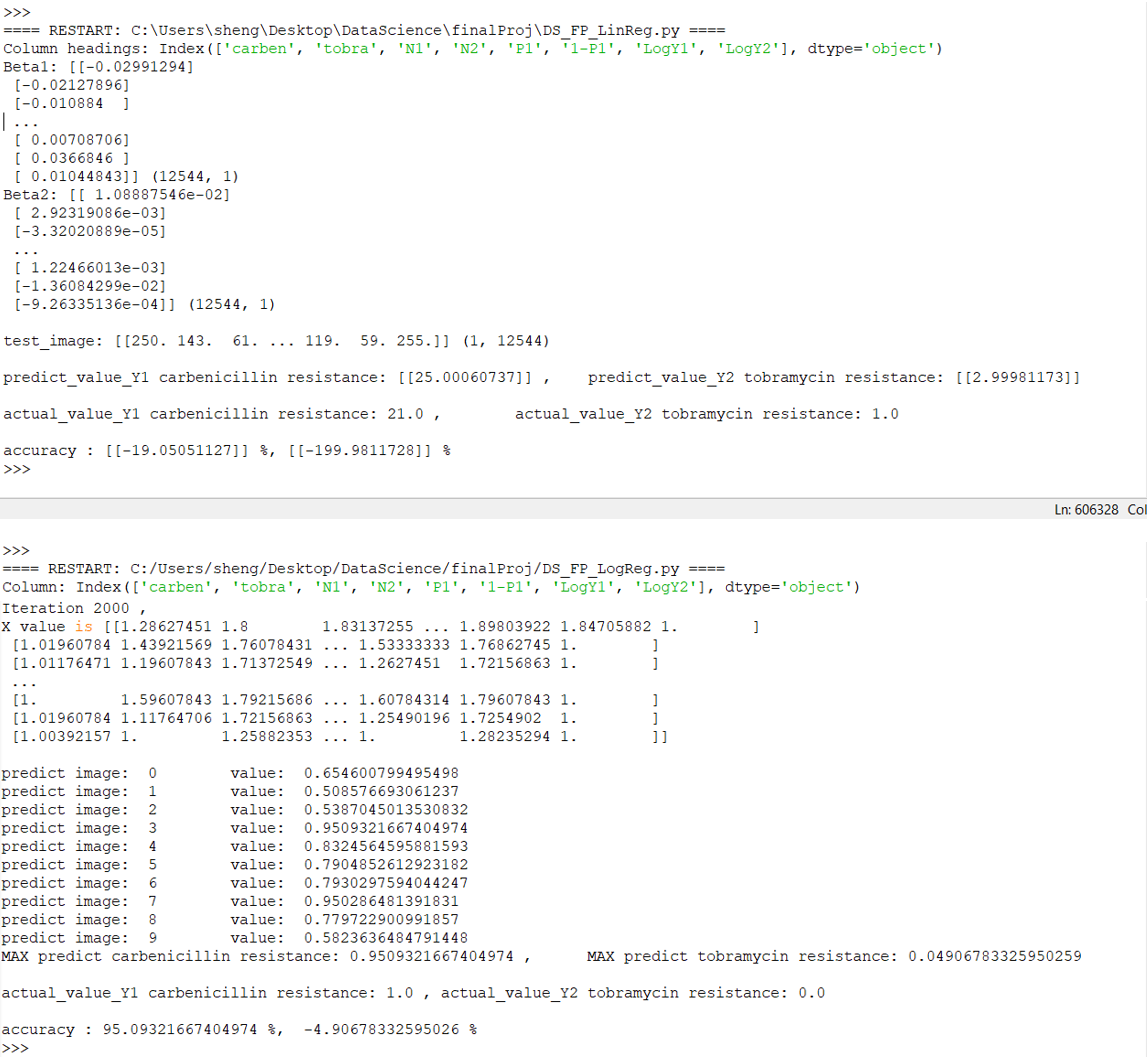 >>>
==== RESTART: C:\Users\sheng\Desktop\DataScience\finalProj\DS_FP_LinReg.py ====
Column headings: Index(['carben', 'tobra', 'N1', 'N2', 'P1', '1-P1', 'LogY1', 'LogY2'], dtype='object')
Beta1: [[-0.02991294]
 [-0.02127896]
 [-0.010884  ]
 ...
 [ 0.00708706]
 [ 0.0366846 ]
 [ 0.01044843]] (12544, 1)
Beta2: [[ 1.08887546e-02]
 [ 2.92319086e-03]
 [-3.32020889e-05]
 ...
 [ 1.22466013e-03]
 [-1.36084299e-02]
 [-9.26335136e-04]] (12544, 1)
test_image: [[250. 143.  61. ... 119.  59. 255.]] (1, 12544)
predict_value_Y1 carbenicillin resistance: [[25.00060737]] ,    predict_value_Y2 tobramycin resistance: [[2.99981173]]
actual_value_Y1 carbenicillin resistance: 21.0 ,        actual_value_Y2 tobramycin resistance: 1.0
accuracy : [[-19.05051127]] %, [[-199.9811728]] %
>>>
Ln: 606328  Col
>>>
==== RESTART: C:/Users/sheng/Desktop/DataScience/finalProj/DS_FP_LogReg.py ====
Column: Index(['carben', 'tobra', 'N1', 'N2', 'P1', '1-P1', 'LogY1', 'LogY2'], dtype='object')
Iteration 2000 ,
X value is [[1.28627451 1.8        1.83137255 ... 1.89803922 1.84705882 1.        ]
 [1.01960784 1.43921569 1.76078431 ... 1.53333333 1.76862745 1.        ]
 [1.01176471 1.19607843 1.71372549 ... 1.2627451  1.72156863 1.        ]
 ...
 [1.         1.59607843 1.79215686 ... 1.60784314 1.79607843 1.        ]
 [1.01960784 1.11764706 1.72156863 ... 1.25490196 1.7254902  1.        ]
 [1.00392157 1.         1.25882353 ... 1.         1.28235294 1.        ]]
predict image:  0        value:  0.654600799495498
predict image:  1        value:  0.508576693061237
predict image:  2        value:  0.5387045013530832
predict image:  3        value:  0.9509321667404974
predict image:  4        value:  0.8324564595881593
predict image:  5        value:  0.7904852612923182
predict image:  6        value:  0.7930297594044247
predict image:  7        value:  0.950286481391831
predict image:  8        value:  0.779722900991857
predict image:  9        value:  0.5823636484791448
MAX predict carbenicillin resistance: 0.9509321667404974 ,      MAX predict tobramycin resistance: 0.04906783325950259
actual_value_Y1 carbenicillin resistance: 1.0 , actual_value_Y2 tobramycin resistance: 0.0
accuracy : 95.09321667404974 %,  -4.90678332595026 %
>>>